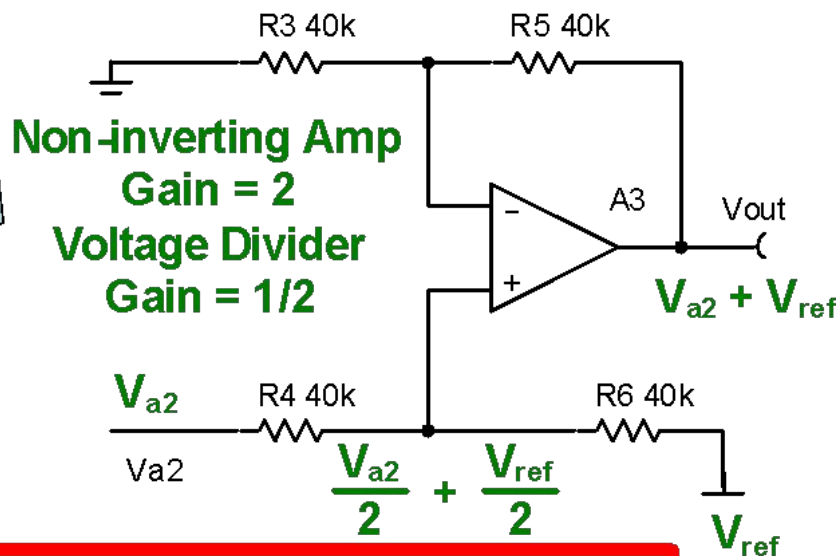 R3 40k
R5 40k
Non-inverting Amp
Gain = 2
Voltage Divider
Gain = 1/2
A3
Vout
−
+
Va2 + Vref
Va2
R4 40k
R6 40k
Va2
Va2/2 + Vref/2
Vref